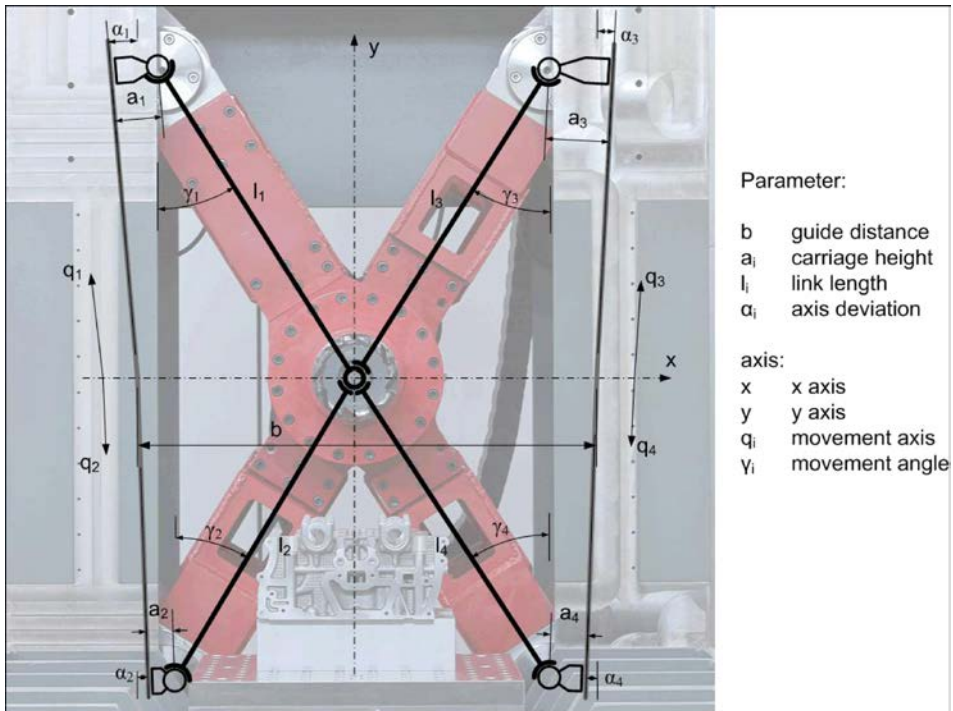 α1
α3
y
a1
a3
γ1
l1
l3
γ3
q1
q3
x
b
q2
q4
γ2
l2
l4
γ4
a2
a4
α2
α4
Parameter:
b guide distance
ai carriage height
li link length
αi axis deviation
axis:
x x axis
y y axis
qi movement axis
γi movement angle